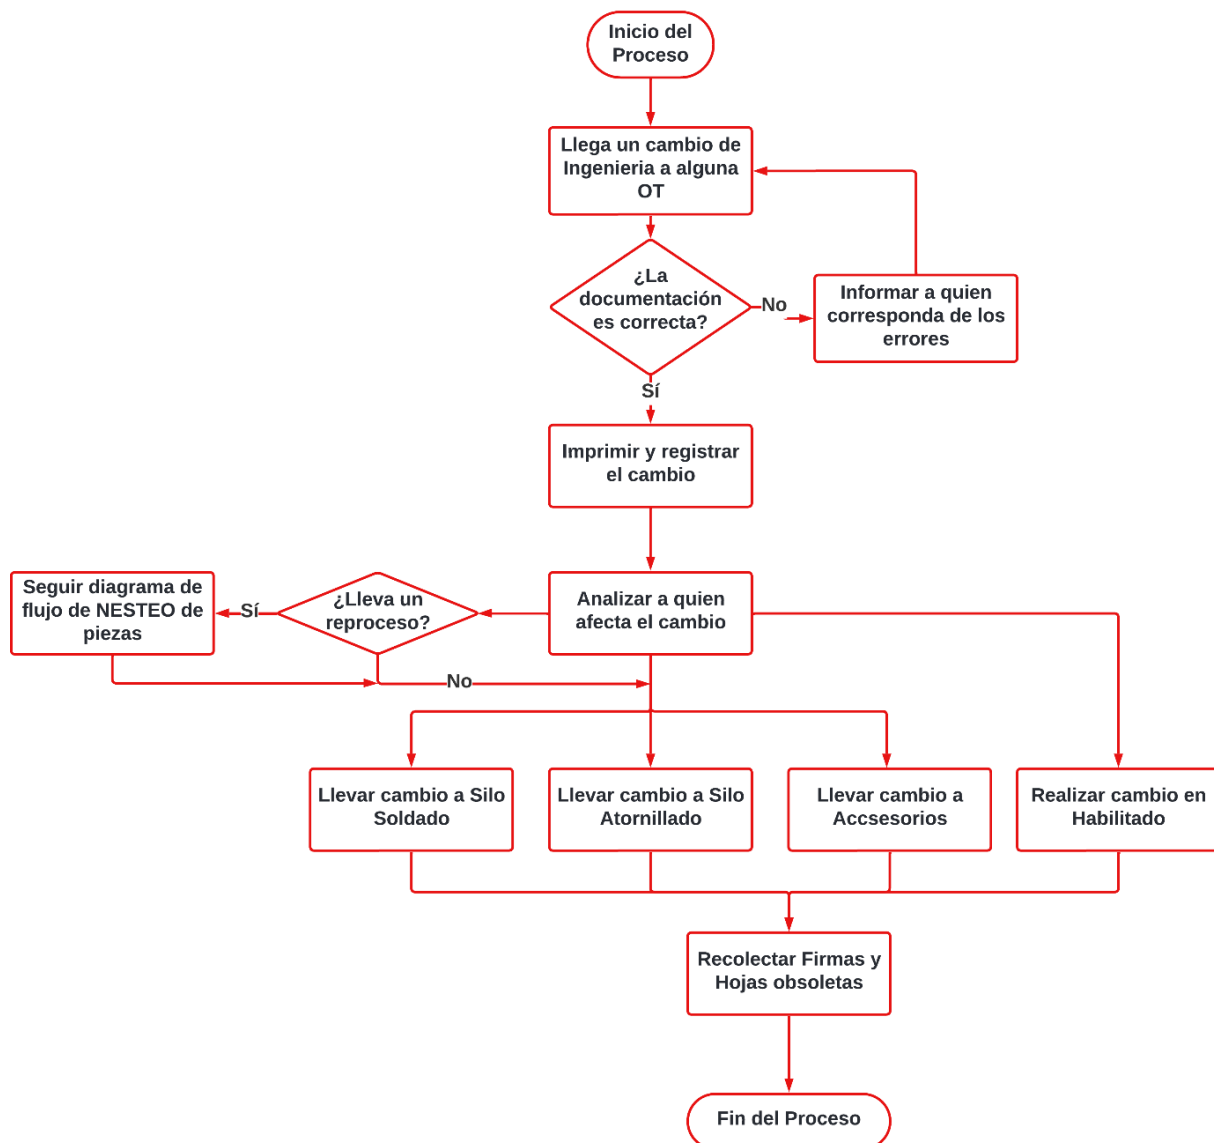 Inicio del
Proceso
Llega un cambio de
Ingenieria a alguna
OT
¿La
documentación
es correcta?
No
Informar a quien
corresponda de los
errores
Sí
Imprimir y registrar
el cambio
Seguir diagrama de
flujo de NESTEO de
piezas
Sí
¿Lleva un
reproceso?
Analizar a quien
afecta el cambio
No
Llevar cambio a Silo
Soldado
Llevar cambio a Silo
Atornillado
Llevar cambio a
Accsesorios
Realizar cambio en
Habilitado
Recolectar Firmas y
Hojas obsoletas
Fin del Proceso